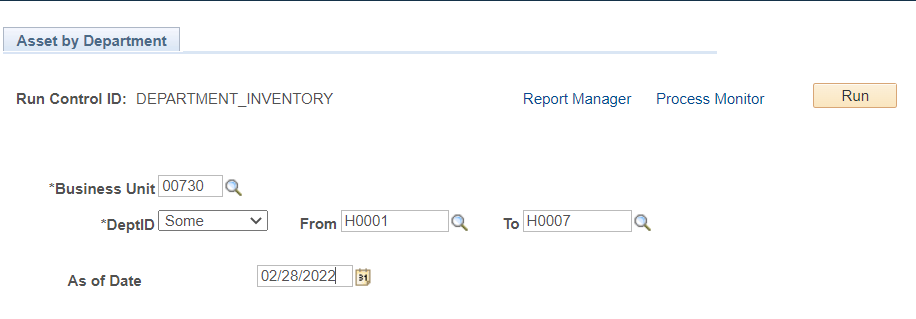 Asset by Department
Run Control ID: DEPARTMENT_INVENTORY Report Manager Process Monitor Run
*Business Unit 00730
*DeptID Some From H0001 To H0007
As of Date 02/28/2022 31